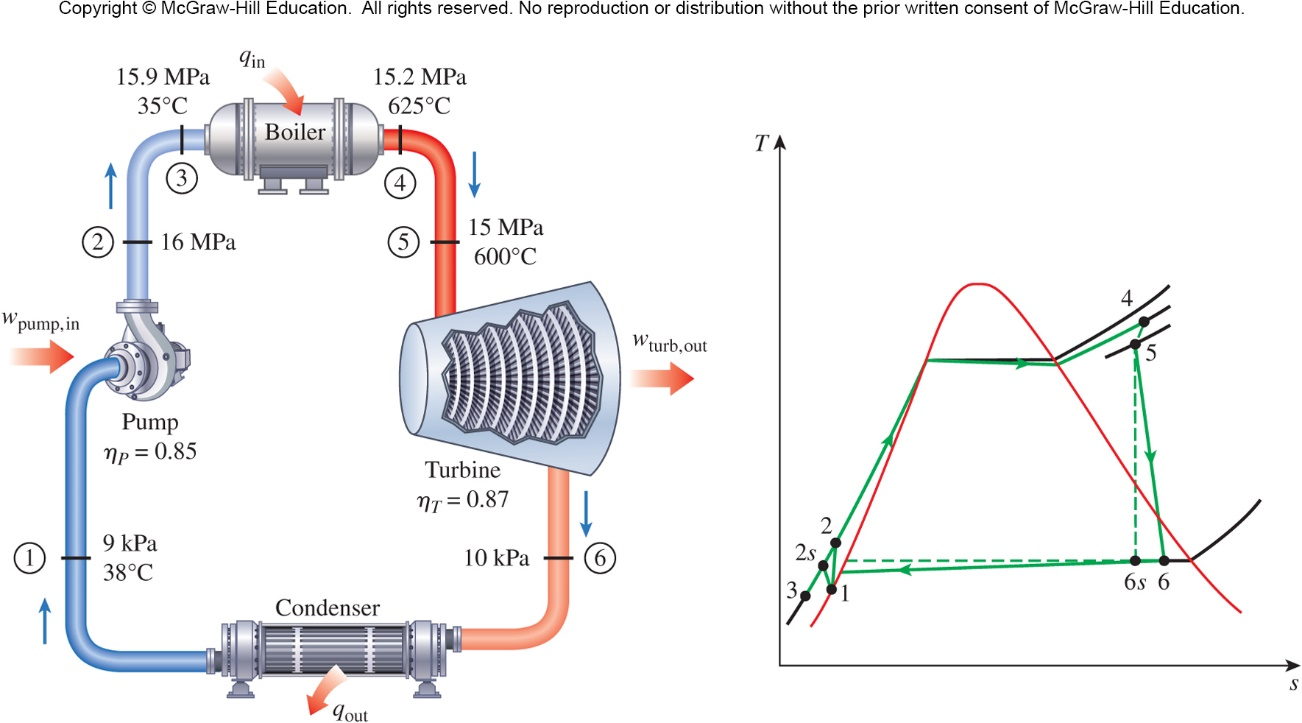 Copyright © McGraw-Hill Education. All rights reserved. No reproduction or distribution without the prior written consent of McGraw-Hill Education.
q_in
15.9 MPa
35°C
15.2 MPa
625°C
Boiler
3
4
2
16 MPa
5
15 MPa
600°C
w_pump,in
w_turb,out
Pump
η_P = 0.85
Turbine
η_T = 0.87
1
9 kPa
38°C
10 kPa
6
Condenser
q_out
T
4
5
2
2s
3
1
6s
6
s